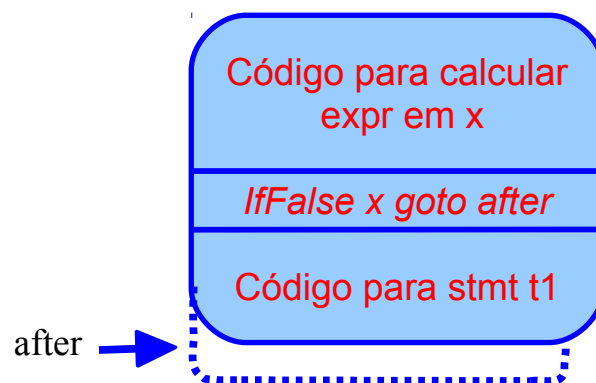 Código para calcular
expr em x
IfFalse x goto after
Código para stmt t1
after